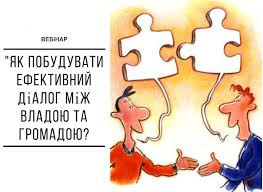 ВЕБІНАР
"ЯК ПОБУДУВАТИ
ЕФЕКТИВНИЙ
ДІАЛОГ МІЖ
ВЛАДОЮ ТА
ГРОМАДОЮ?